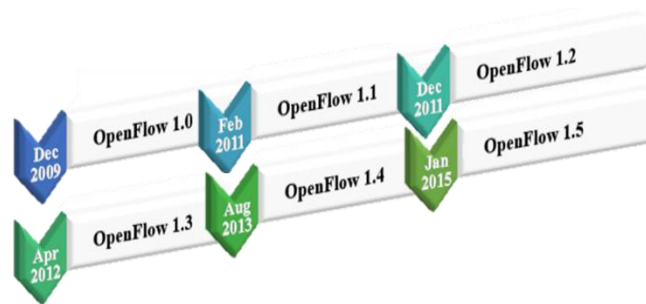 Dec
2009
OpenFlow 1.0
Feb
2011
OpenFlow 1.1
Dec
2011
OpenFlow 1.2
Apr
2012
OpenFlow 1.3
Aug
2013
OpenFlow 1.4
Jan
2015
OpenFlow 1.5